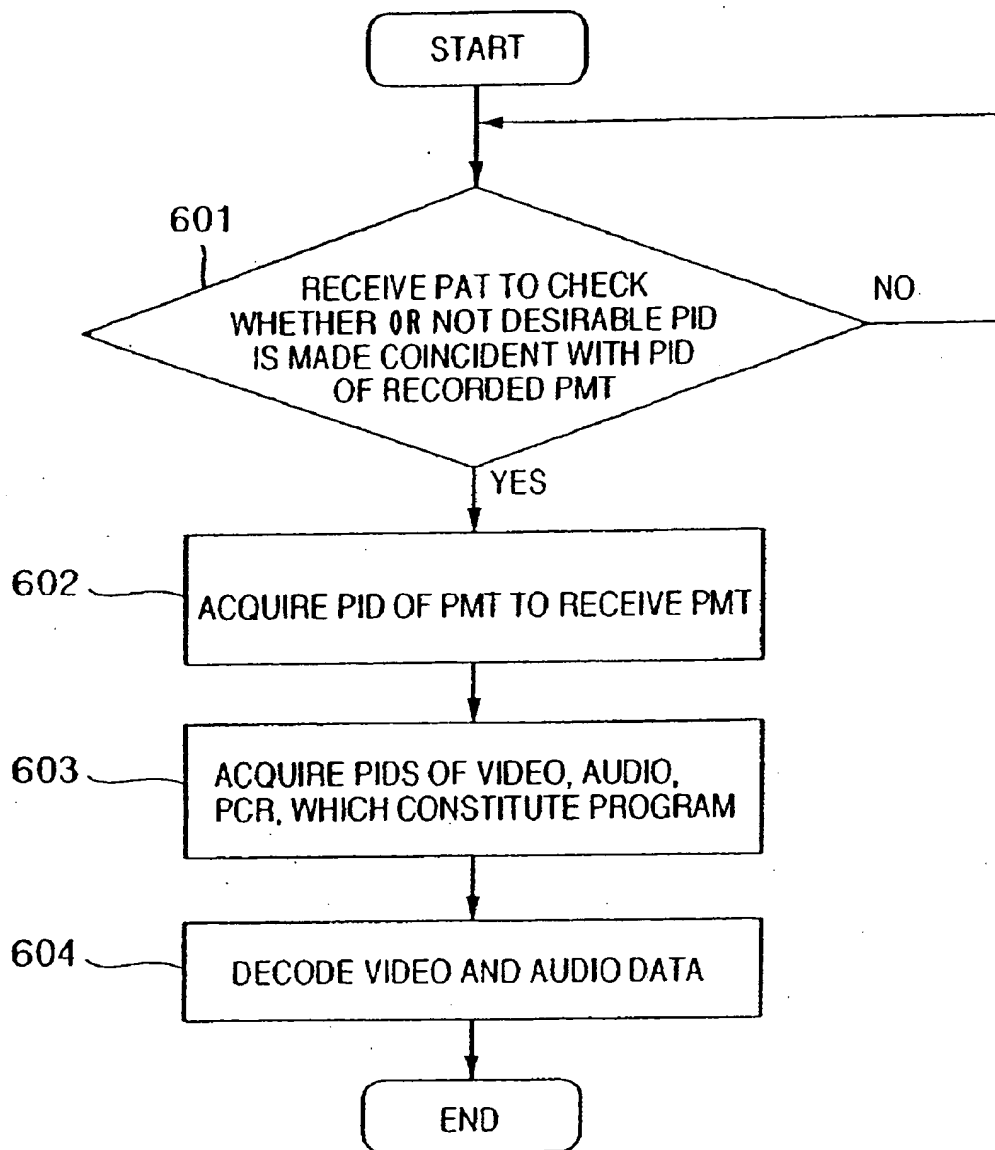 START
601
RECEIVE PAT TO CHECK
WHETHER OR NOT DESIRABLE PID
IS MADE COINCIDENT WITH PID
OF RECORDED PMT
NO
YES
602
ACQUIRE PID OF PMT TO RECEIVE PMT
603
ACQUIRE PIDS OF VIDEO, AUDIO,
PCR, WHICH CONSTITUTE PROGRAM
604
DECODE VIDEO AND AUDIO DATA
END